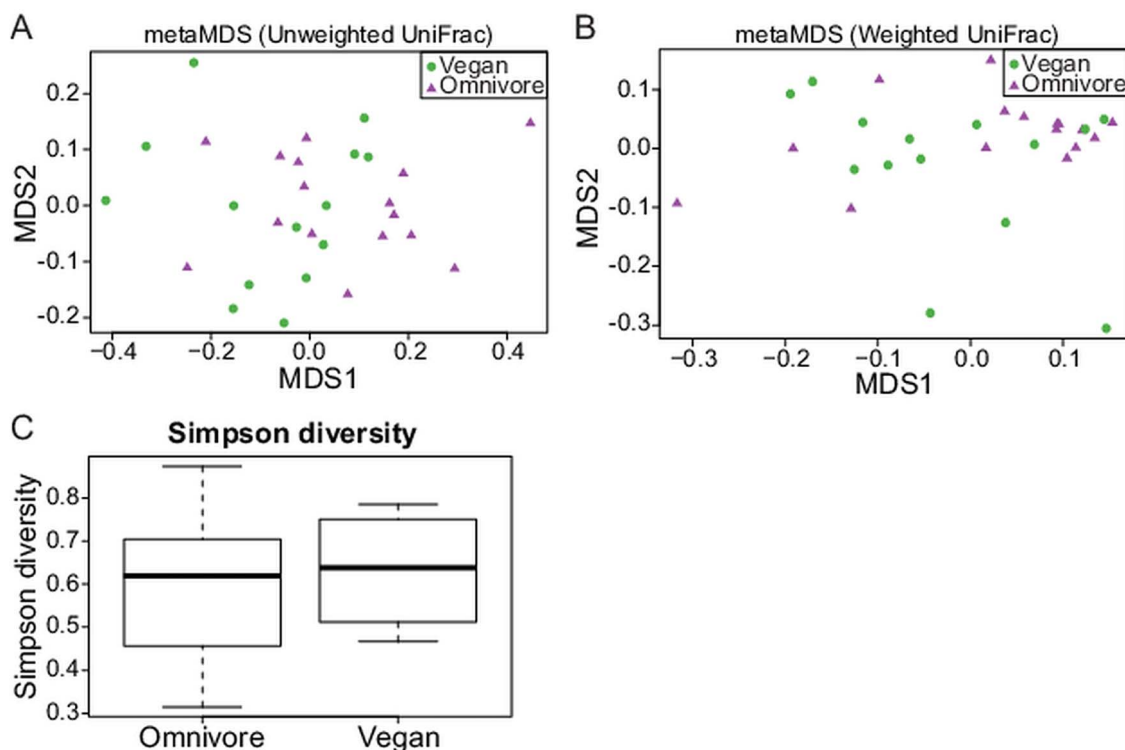 A
metaMDS (Unweighted UniFrac)
Vegan
Omnivore
MDS2
0.2
0.1
0.0
-0.1
-0.2
−0.4 −0.2 0.0 0.2 0.4
MDS1
B
metaMDS (Weighted UniFrac)
Vegan
Omnivore
MDS2
0.1
0.0
-0.1
-0.2
-0.3
−0.3 −0.2 −0.1 0.0 0.1
MDS1
C
Simpson diversity
Simpson diversity
0.8
0.7
0.6
0.5
0.4
0.3
Omnivore Vegan